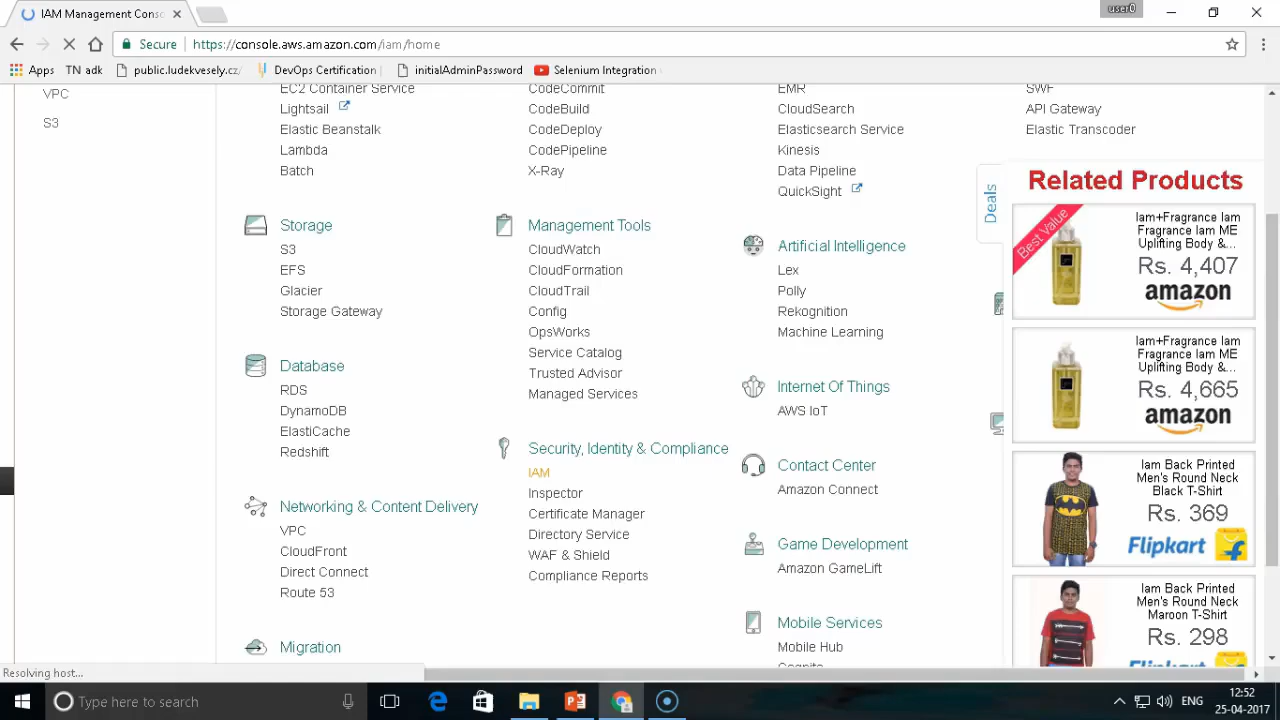 IAM Management Conso
user0
Secure
https://console.aws.amazon.com/iam/home
Apps
TN adk
public.ludekvesely.cz/
DevOps Certification
initialAdminPassword
Selenium Integration
VPC
S3
EC2 Container Service
Lightsail
Elastic Beanstalk
Lambda
Batch
Storage
S3
EFS
Glacier
Storage Gateway
Database
RDS
DynamoDB
ElastiCache
Redshift
Networking & Content Delivery
VPC
CloudFront
Direct Connect
Route 53
Migration
CodeCommit
CodeBuild
CodeDeploy
CodePipeline
X-Ray
Management Tools
CloudWatch
CloudFormation
CloudTrail
Config
OpsWorks
Service Catalog
Trusted Advisor
Managed Services
Security, Identity & Compliance
IAM
Inspector
Certificate Manager
Directory Service
WAF & Shield
Compliance Reports
EMR
CloudSearch
Elasticsearch Service
Kinesis
Data Pipeline
QuickSight
Artificial Intelligence
Lex
Polly
Rekognition
Machine Learning
Internet Of Things
AWS IoT
Contact Center
Amazon Connect
Game Development
Amazon GameLift
Mobile Services
Mobile Hub
Cognito
SWF
API Gateway
Elastic Transcoder
Deals
Related Products
Best Value
Iam+Fragrance Iam
Fragrance Iam ME
Uplifting Body &...
Rs. 4,407
amazon
Iam+Fragrance Iam
Fragrance Iam ME
Uplifting Body &...
Rs. 4,665
amazon
Iam Back Printed
Men's Round Neck
Black T-Shirt
Rs. 369
Flipkart
Iam Back Printed
Men's Round Neck
Maroon T-Shirt
Rs. 298
Flipkart
Resolving host...
Type here to search
ENG
12:52
25-04-2017